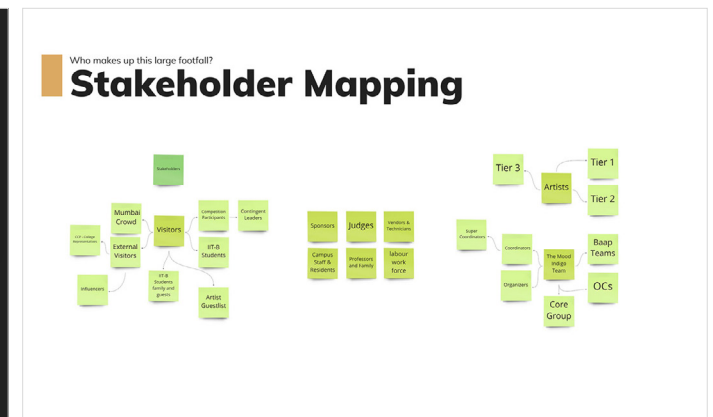 Who makes up this large footfall?
Stakeholder Mapping
Stakeholders
Mumbai
Crowd
Visitors
Competition
Participants
Contingent
Leaders
External
Visitors
IIT-B
Students
Influencers
IIT-B
Students
family and
guests
Artist
Guestlist
Sponsors
Judges
Vendors &
Technicians
Campus
Staff &
Residents
Professors
and Family
labour
work
force
Tier 3
Artists
Tier 1
Tier 2
Super
Coordinators
Coordinators
Organizers
The Mood
Indigo
Team
Baap
Teams
OCs
Core
Group